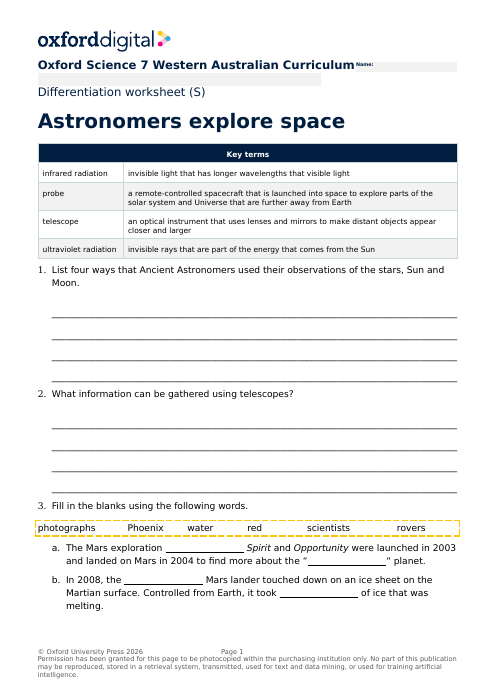 oxforddigital
Oxford Science 7 Western Australian Curriculum Name:
Differentiation worksheet (S)
Astronomers explore space
Key terms
infrared radiation invisible light that has longer wavelengths that visible light
probe a remote-controlled spacecraft that is launched into space to explore parts of the
solar system and Universe that are further away from Earth
telescope an optical instrument that uses lenses and mirrors to make distant objects appear
closer and larger
ultraviolet radiation invisible rays that are part of the energy that comes from the Sun
1. List four ways that Ancient Astronomers used their observations of the stars, Sun and
Moon.
2. What information can be gathered using telescopes?
3. Fill in the blanks using the following words.
photographs Phoenix water red scientists rovers
a. The Mars exploration _______________ Spirit and Opportunity were launched in 2003
and landed on Mars in 2004 to find more about the “_______________” planet.
b. In 2008, the _______________ Mars lander touched down on an ice sheet on the
Martian surface. Controlled from Earth, it took _______________ of ice that was
melting.
© Oxford University Press 2026 Page 1
Permission has been granted for this page to be photocopied within the purchasing institution only. No part of this publication
may be reproduced, stored in a retrieval system, transmitted, used for text and data mining, or used for training artificial
intelligence.